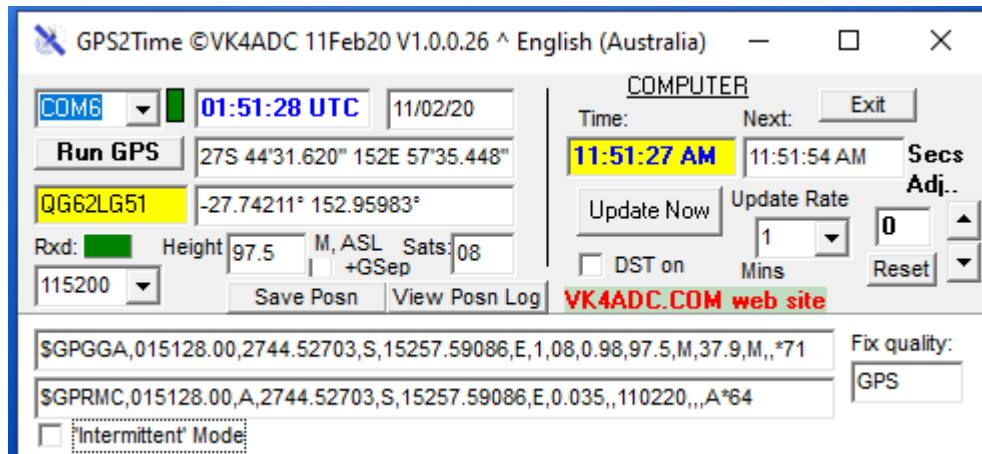 GPS2Time ©VK4ADC 11Feb20 V1.0.0.26 ^ English (Australia)
COM6 01:51:28 UTC 11/02/20
Run GPS 27S 44'31.620" 152E 57'35.448"
QG62LG51 -27.74211° 152.95983°
Rxd: Height 97.5 M, ASL Sats: 08
+GSep
115200 Save Posn View Posn Log
COMPUTER
Time: Next: Exit
11:51:27 AM 11:51:54 AM Secs
Adj..
Update Now Update Rate 0
1
DST on Mins Reset
VK4ADC.COM web site
$GPGGA,015128.00,2744.52703,S,15257.59086,E,1,08,0.98,97.5,M,37.9,M,,*71 Fix quality:
$GPRMC,015128.00,A,2744.52703,S,15257.59086,E,0.035,,110220,,,A*64 GPS
'Intermittent' Mode